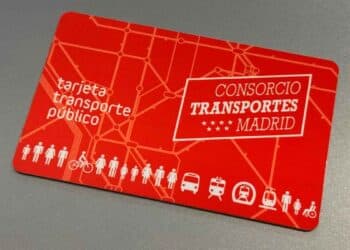 tarjeta
transporte
público
CONSORCIO
TRANSPORTES
MADRID